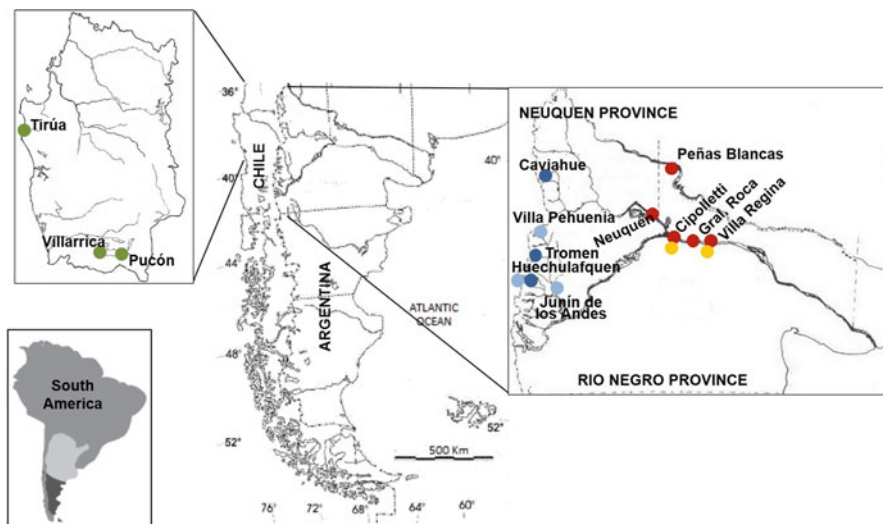 Tirúa
Villarrica
Pucón
South
America
36°
40°
44°
48°
52°
CHILE
ARGENTINA
ATLANTIC
OCEAN
40°
52°
500 Km
76°
72°
68°
64°
60°
NEUQUEN PROVINCE
Peñas Blancas
Caviahue
Villa Pehuenia
Neuquén
Cipolletti
Gral. Roca
Villa Regina
Tromen
Huechulafquen
Junín de
los Andes
RIO NEGRO PROVINCE